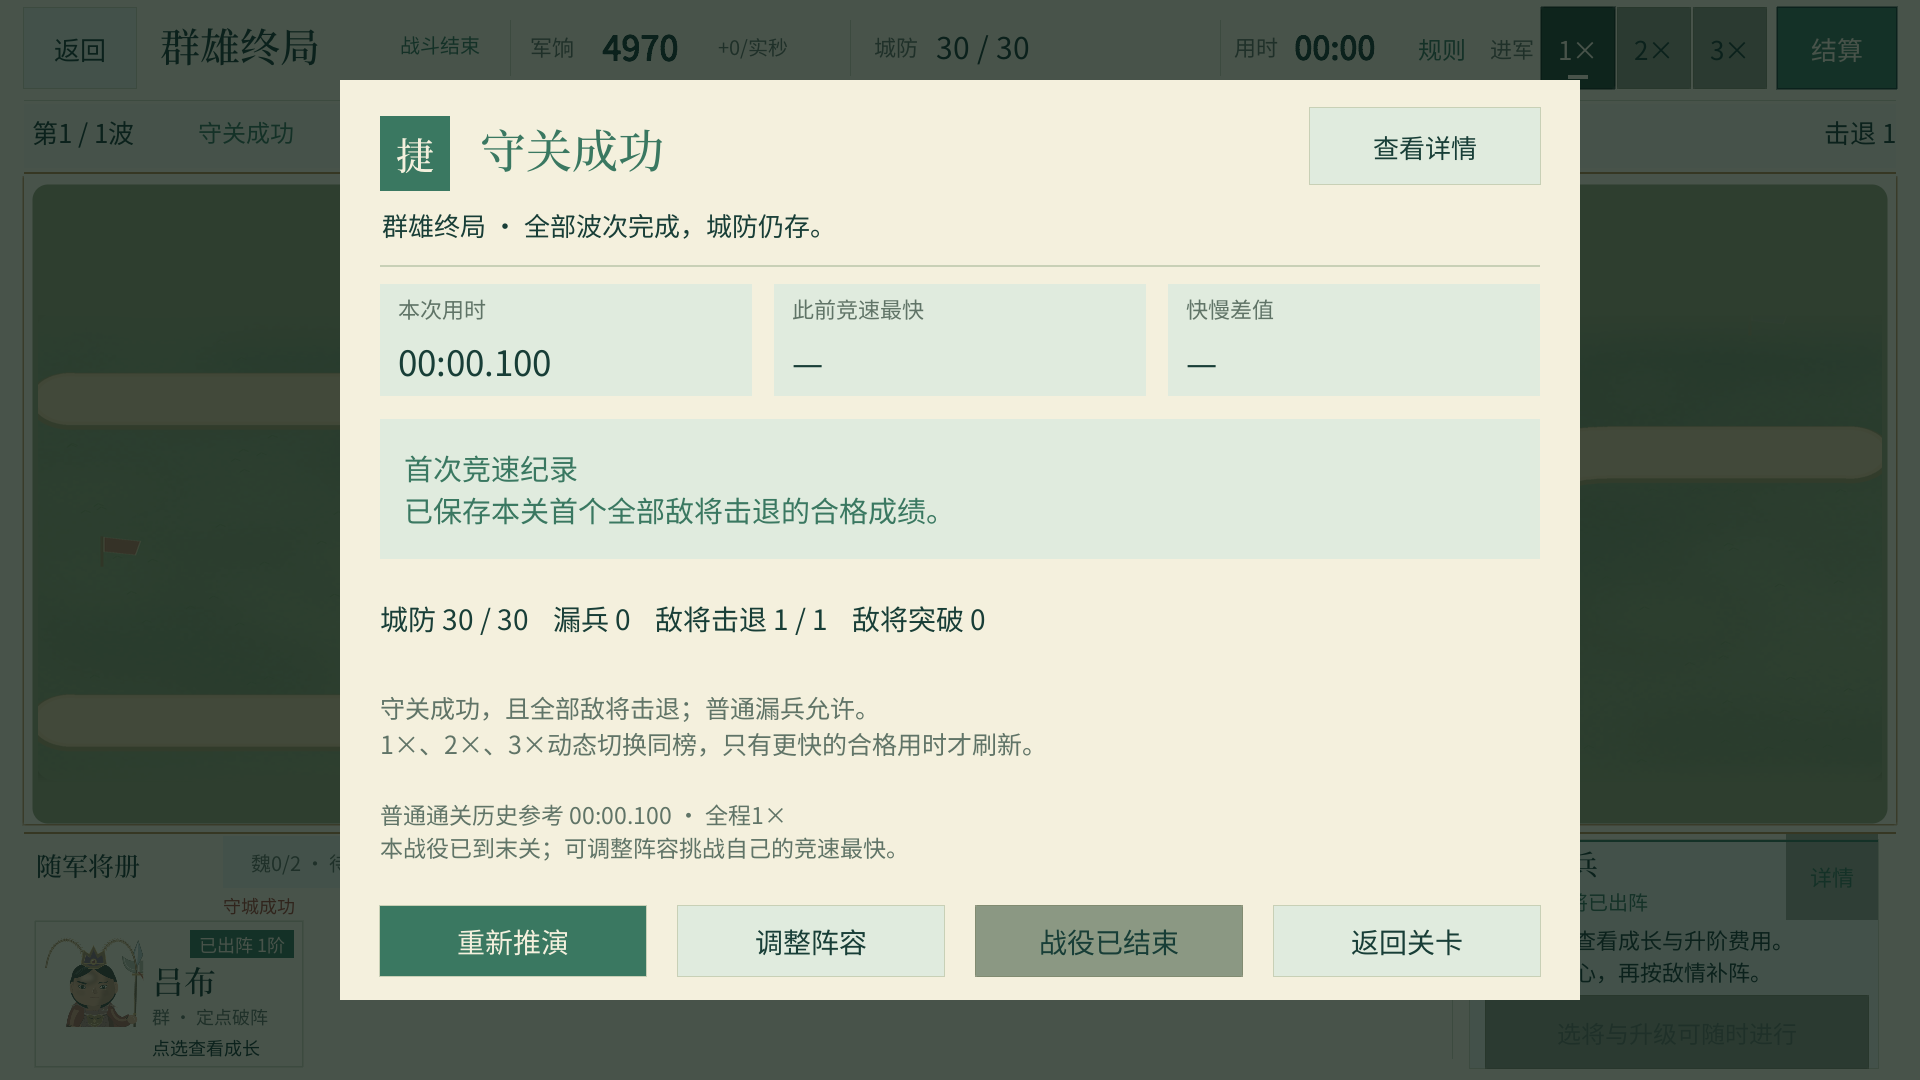 返回
群雄终局
战斗结束
军饷 4970 +0/实秒
城防 30 / 30
用时 00:00
规则
进军
1×
2×
3×
结算
第1 / 1波
守关成功
击退 1
捷
守关成功
查看详情
群雄终局 · 全部波次完成，城防仍存。
本次用时
00:00.100
此前竞速最快
—
快慢差值
—
首次竞速纪录
已保存本关首个全部敌将击退的合格成绩。
城防 30 / 30 漏兵 0 敌将击退 1 / 1 敌将突破 0
守关成功，且全部敌将击退；普通漏兵允许。
1×、2×、3×动态切换同榜，只有更快的合格用时才刷新。
普通通关历史参考 00:00.100 · 全程1×
本战役已到末关；可调整阵容挑战自己的竞速最快。
重新推演
调整阵容
战役已结束
返回关卡
随军将册
魏0/2 ·
守城成功
已出阵 1阶
吕布
群 · 定点破阵
点选查看成长
兵
详情
已出阵
查看成长与升阶费用。
心，再按敌情补阵。
选将与升级可随时进行